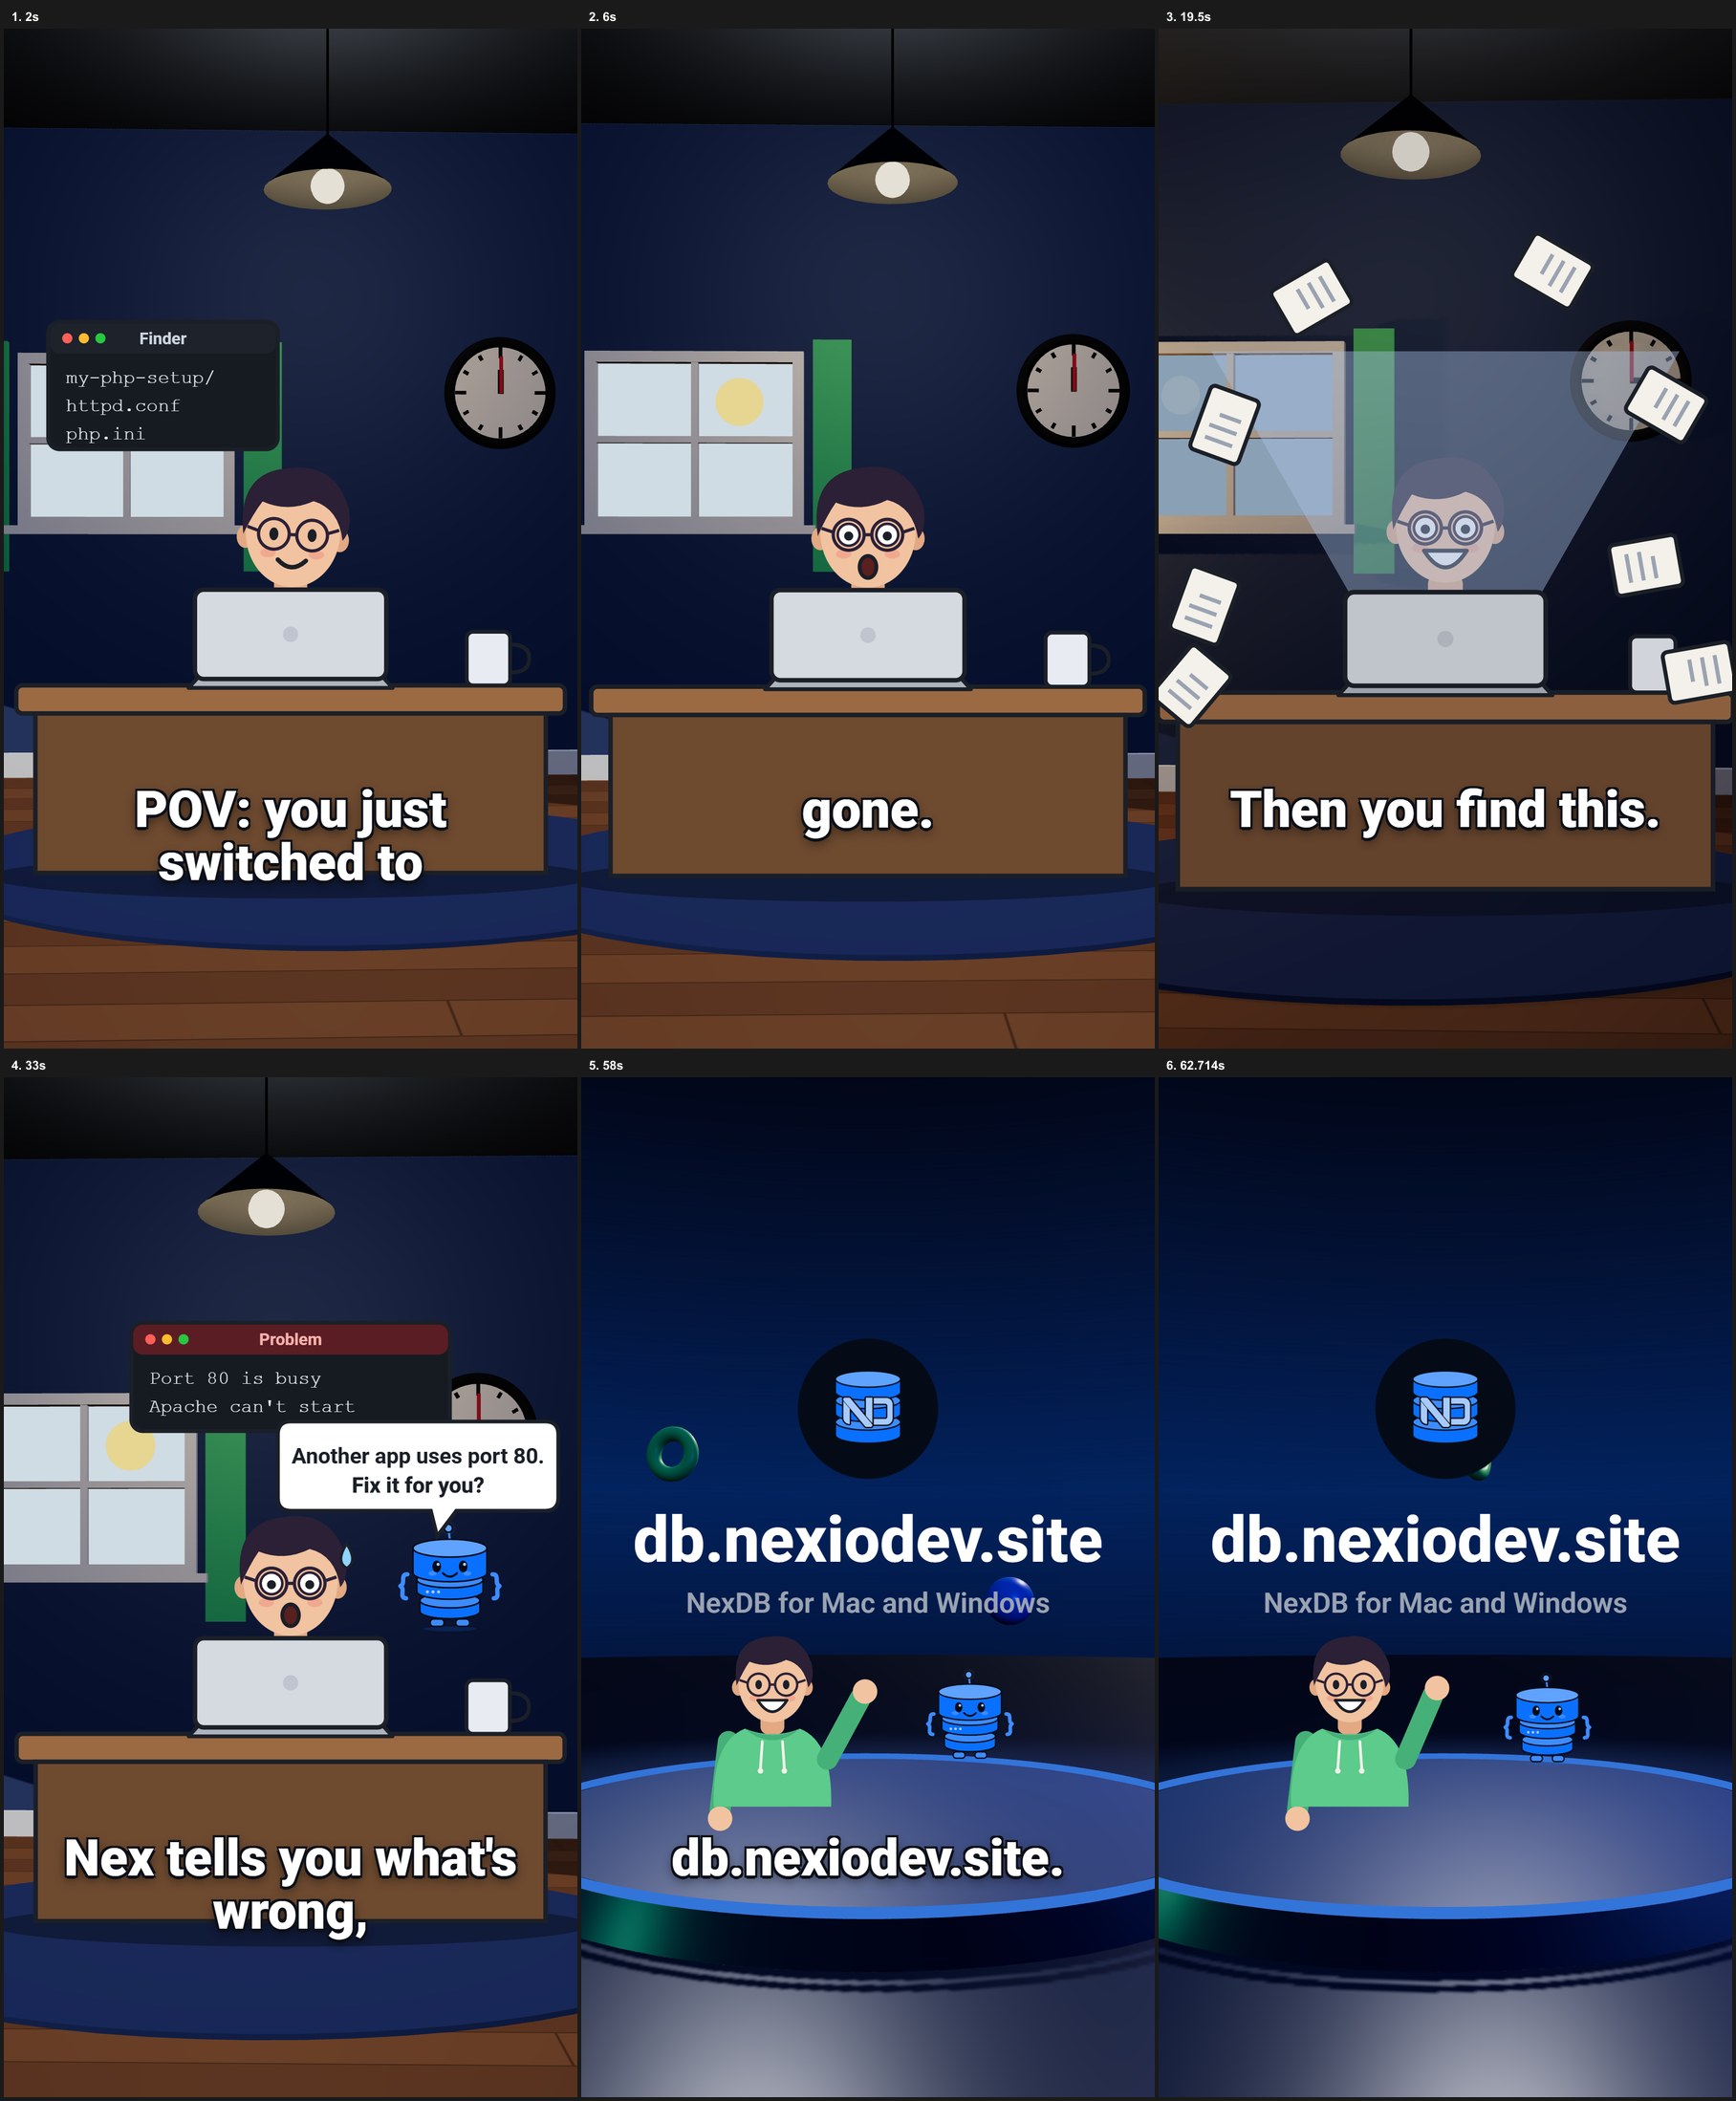 1. 2s
Finder
my-php-setup/
httpd.conf
php.ini
POV: you just
switched to
2. 6s
gone.
3. 19.5s
Then you find this.
4. 33s
Problem
Port 80 is busy
Apache can't start
Another app uses port 80.
Fix it for you?
Nex tells you what's
wrong,
5. 58s
ND
db.nexiodev.site
NexDB for Mac and Windows
db.nexiodev.site.
6. 62.714s
ND
db.nexiodev.site
NexDB for Mac and Windows